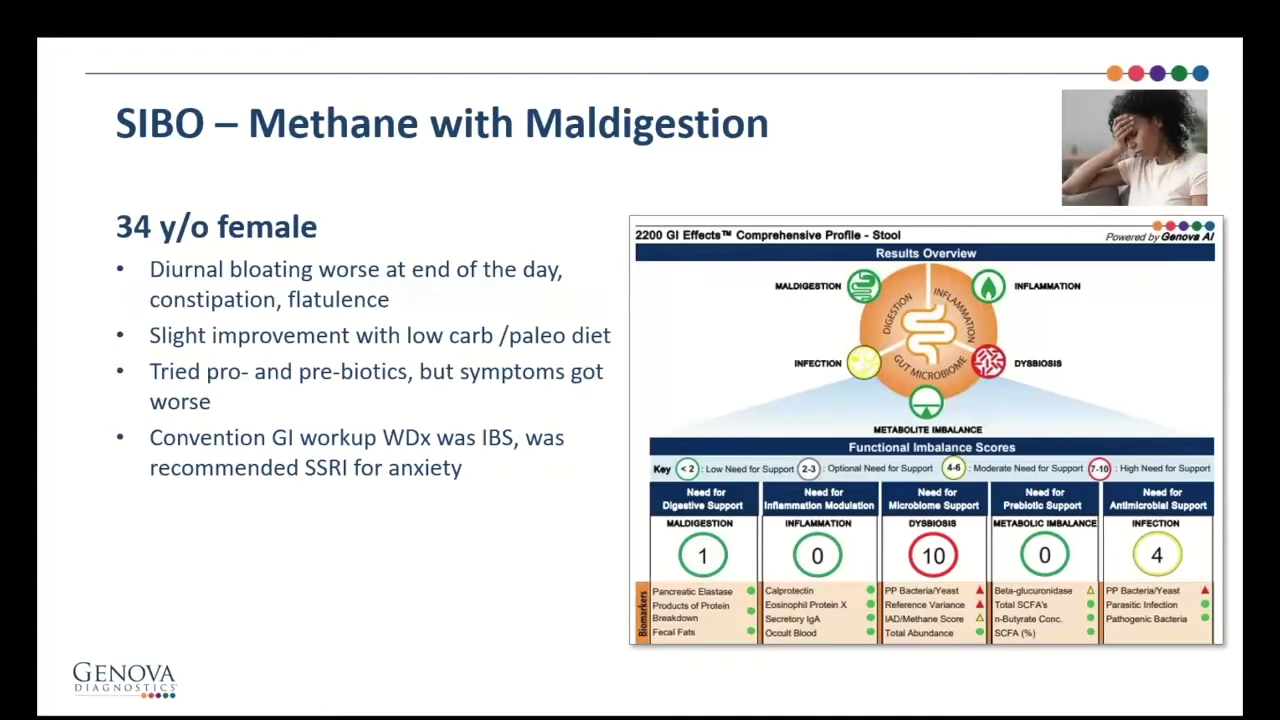 SIBO – Methane with Maldigestion
34 y/o female
• Diurnal bloating worse at end of the day,
constipation, flatulence
• Slight improvement with low carb /paleo diet
• Tried pro- and pre-biotics, but symptoms got
worse
• Convention GI workup WDx was IBS, was
recommended SSRI for anxiety
GENOVA
DIAGNOSTICS
2200 GI Effects™ Comprehensive Profile - Stool
Powered by Genova AI
Results Overview
MALDIGESTION
INFLAMMATION
DIGESTION
INFLAMMATION
GUT MICROBIOME
INFECTION
DYSBIOSIS
METABOLITE IMBALANCE
Functional Imbalance Scores
Key < 2 : Low Need for Support 2-3 : Optional Need for Support 4-6 : Moderate Need for Support 7-10 : High Need for Support
Need for
Digestive Support
MALDIGESTION
1
Need for
Inflammation Modulation
INFLAMMATION
0
Need for
Microbiome Support
DYSBIOSIS
10
Need for
Prebiotic Support
METABOLIC IMBALANCE
0
Need for
Antimicrobial Support
INFECTION
4
Biomarkers
Pancreatic Elastase
Products of Protein
Breakdown
Fecal Fats
Calprotectin
Eosinophil Protein X
Secretory IgA
Occult Blood
PP Bacteria/Yeast
Reference Variance
IAD/Methane Score
Total Abundance
Beta-glucuronidase
Total SCFA's
n-Butyrate Conc.
SCFA (%)
PP Bacteria/Yeast
Parasitic Infection
Pathogenic Bacteria